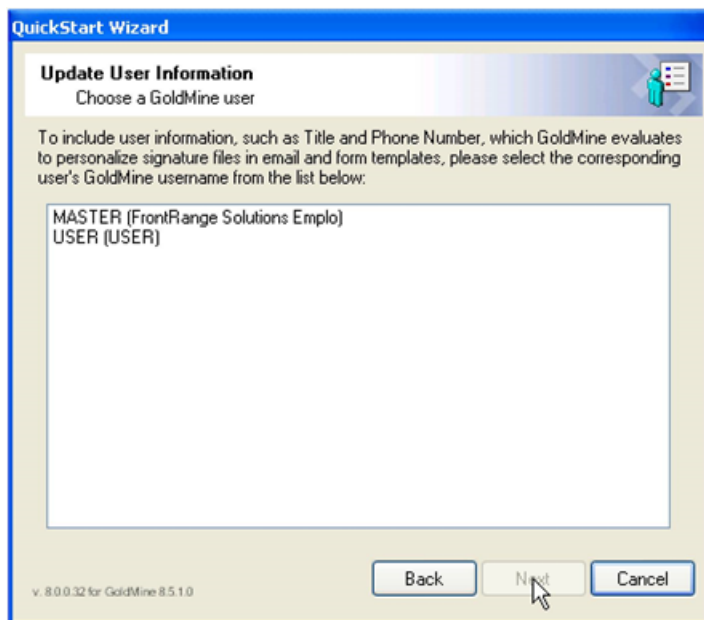 QuickStart Wizard
Update User Information
Choose a GoldMine user
To include user information, such as Title and Phone Number, which GoldMine evaluates
to personalize signature files in email and form templates, please select the corresponding
user's GoldMine username from the list below:
MASTER (FrontRange Solutions Emplo)
USER (USER)
v. 8.0.0.32 for GoldMine 8.5.1.0
Back
Next
Cancel